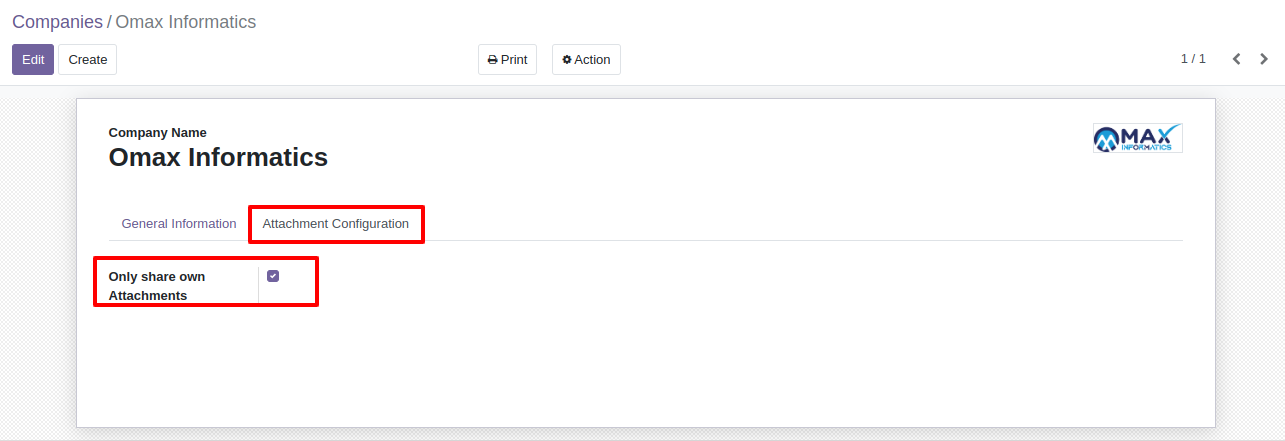 Companies / Omax Informatics
Edit Create Print Action 1 / 1
Company Name
Omax Informatics
OMAX
INFORMATICS
General Information Attachment Configuration
Only share own
Attachments